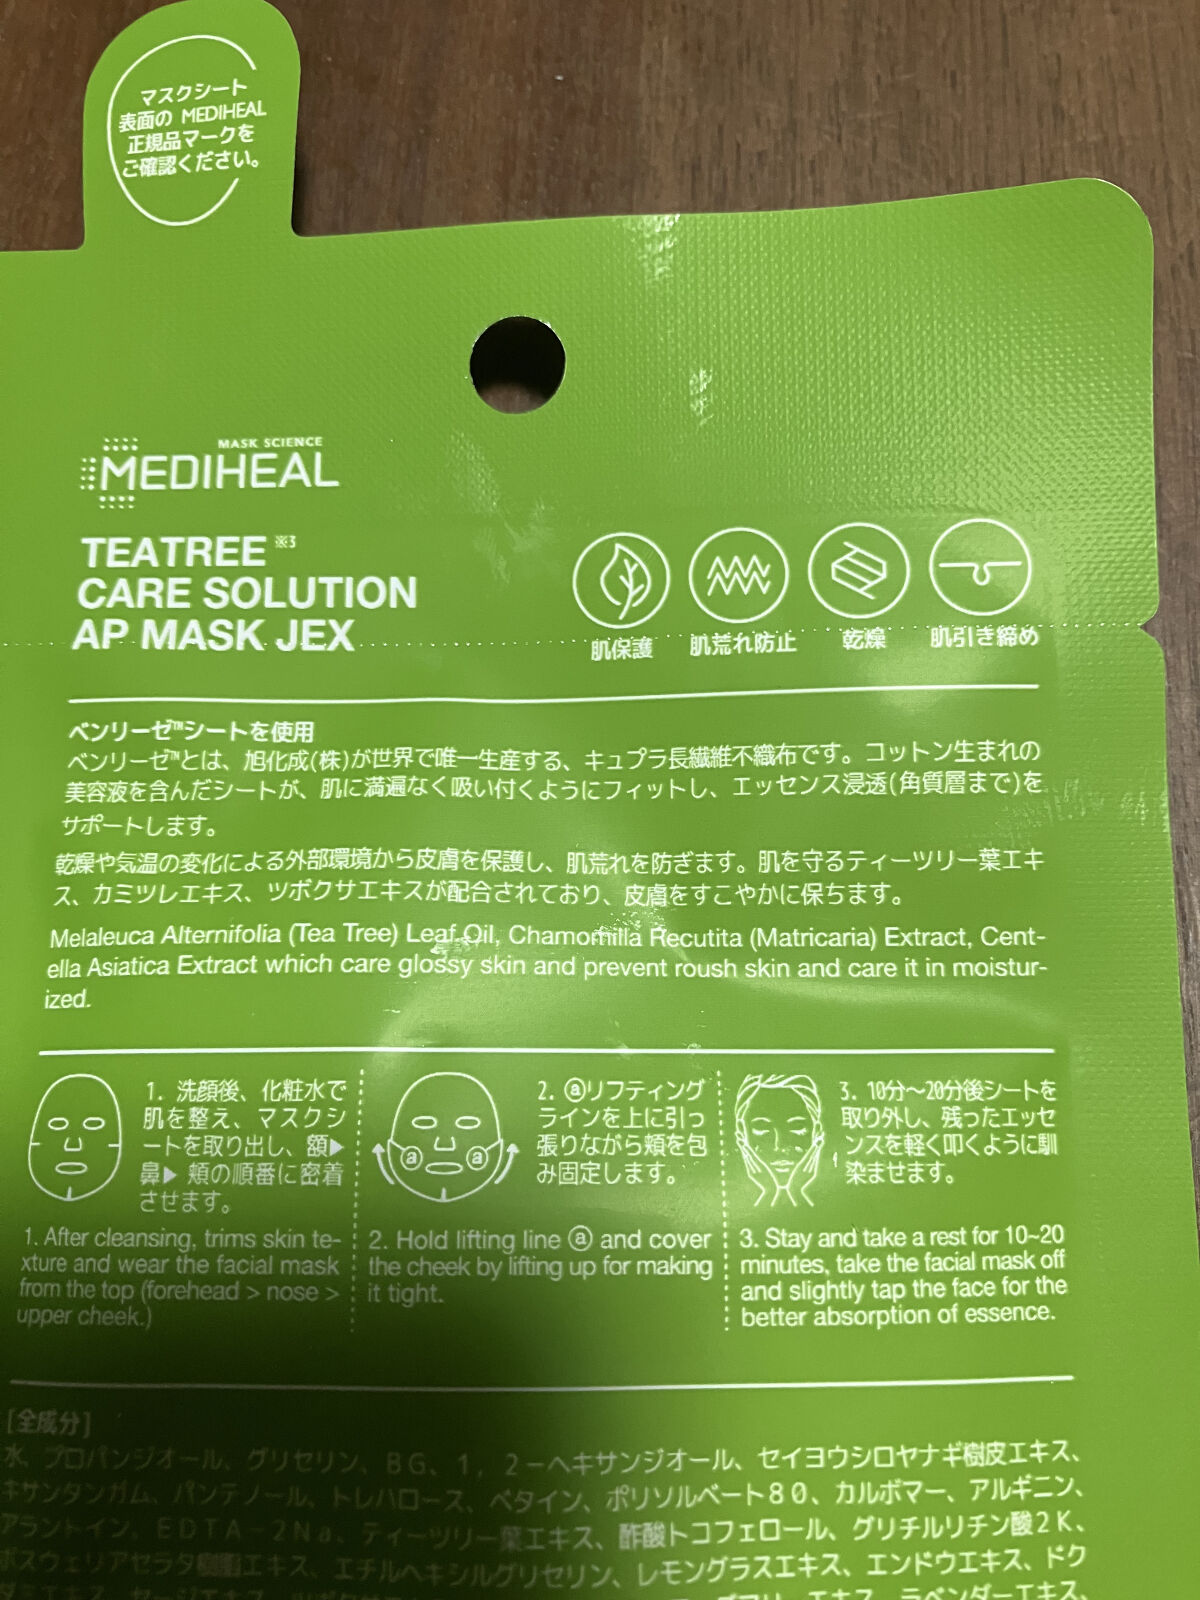 マスクシート
表面の MEDIHEAL
正規品マークを
ご確認ください。
MASK SCIENCE
MEDIHEAL
TEATREE ※3
CARE SOLUTION
AP MASK JEX
肌保護
肌荒れ防止
乾燥
肌引き締め
ベンリーゼ™シートを使用
ベンリーゼ™とは、旭化成(株)が世界で唯一生産する、キュプラ長繊維不織布です。コットン生まれの
美容液を含んだシートが、肌に満遍なく吸い付くようにフィットし、エッセンス浸透(角質層まで)を
サポートします。
乾燥や気温の変化による外部環境から皮膚を保護し、肌荒れを防ぎます。肌を守るティーツリー葉エキ
ス、カミツレエキス、ツボクサエキスが配合されており、皮膚をすこやかに保ちます。
Melaleuca Alternifolia (Tea Tree) Leaf Oil, Chamomilla Recutita (Matricaria) Extract, Cent-
ella Asiatica Extract which care glossy skin and prevent roush skin and care it in moistur-
ized.
1. 洗顔後、化粧水で
肌を整え、マスクシ
ートを取り出し、額▶
鼻▶ 頬の順番に密着
させます。
1. After cleansing, trims skin te-
xture and wear the facial mask
from the top (forehead > nose >
upper cheek.)
ⓐ ⓐ
2. ⓐリフティング
ラインを上に引っ
張りながら頬を包
み固定します。
2. Hold lifting line ⓐ and cover
the cheek by lifting up for making
it tight.
3. 10分～20分後シートを
取り外し、残ったエッセ
ンスを軽く叩くように馴
染ませます。
3. Stay and take a rest for 10~20
minutes, take the facial mask off
and slightly tap the face for the
better absorption of essence.
[全成分]
水、プロパンジオール、グリセリン、BG、1，2－ヘキサンジオール、セイヨウシロヤナギ樹皮エキス、
キサンタンガム、パンテノール、トレハロース、ベタイン、ポリソルベート80、カルボマー、アルギニン、
アラントイン、EDTA－2Na、ティーツリー葉エキス、酢酸トコフェロール、グリチルリチン酸2K、
ボスウェリアセラタ樹脂エキス、エチルヘキシルグリセリン、レモングラスエキス、エンドウエキス、ドク
ダミエキス、セージエキス、 エキス、ラベンダーエキス、